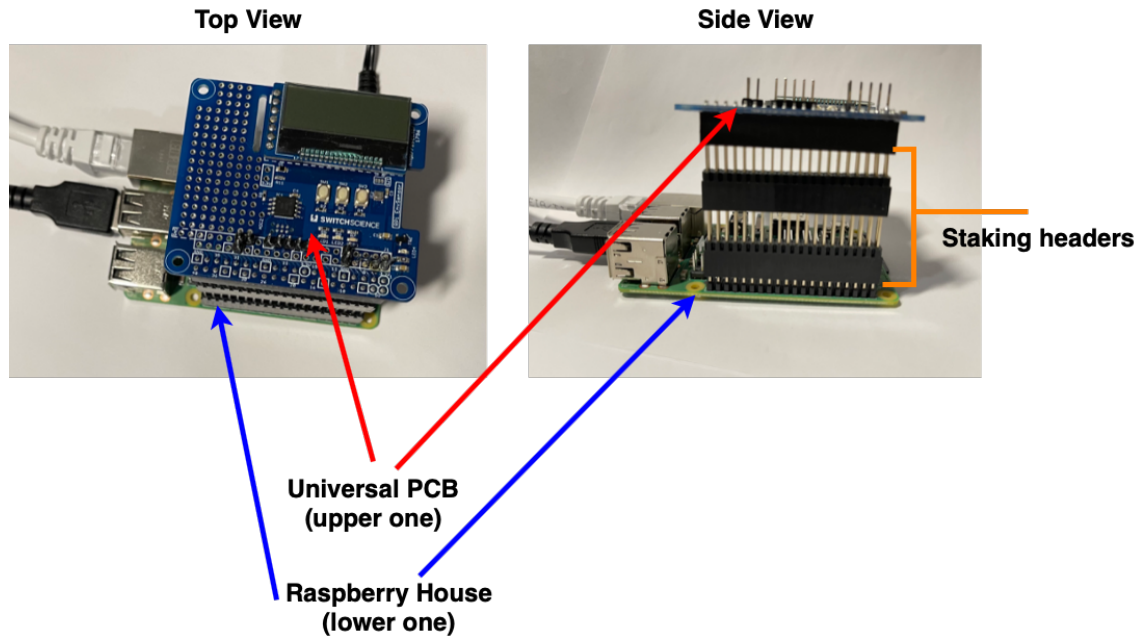 Top View
Side View
SWITCHSCIENCE
Staking headers
Universal PCB
(upper one)
Raspberry House
(lower one)